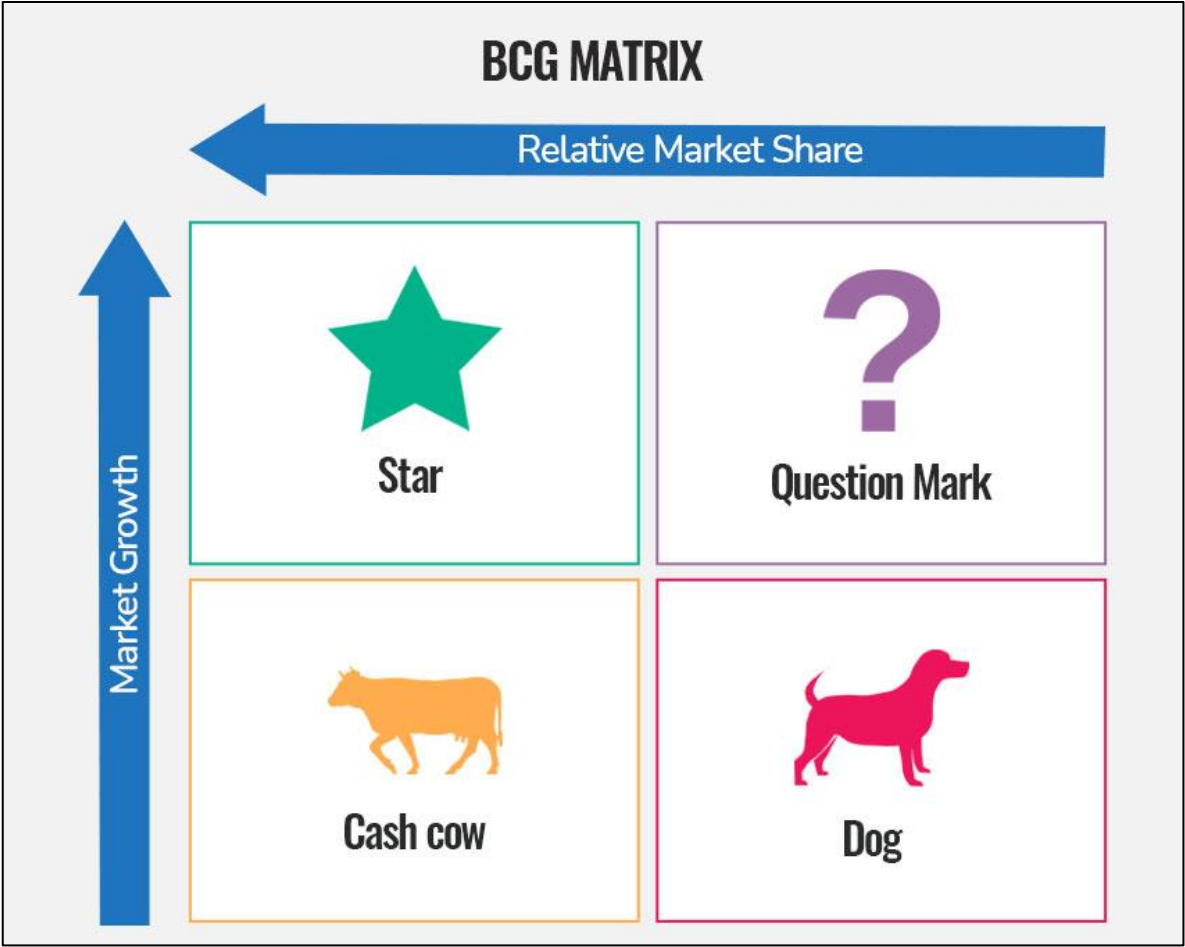 BCG MATRIX
Relative Market Share
Market Growth
Star
?
Question Mark
Cash cow
Dog